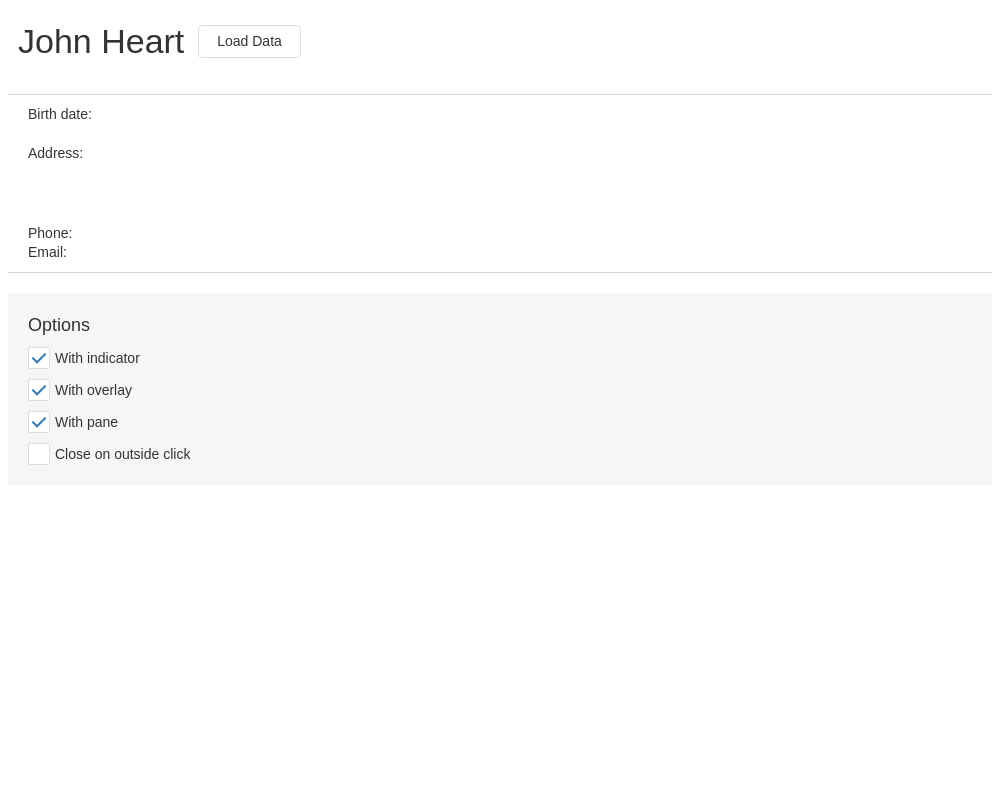 John Heart Load Data
Birth date:
Address:
Phone:
Email:
Options
With indicator
With overlay
With pane
Close on outside click